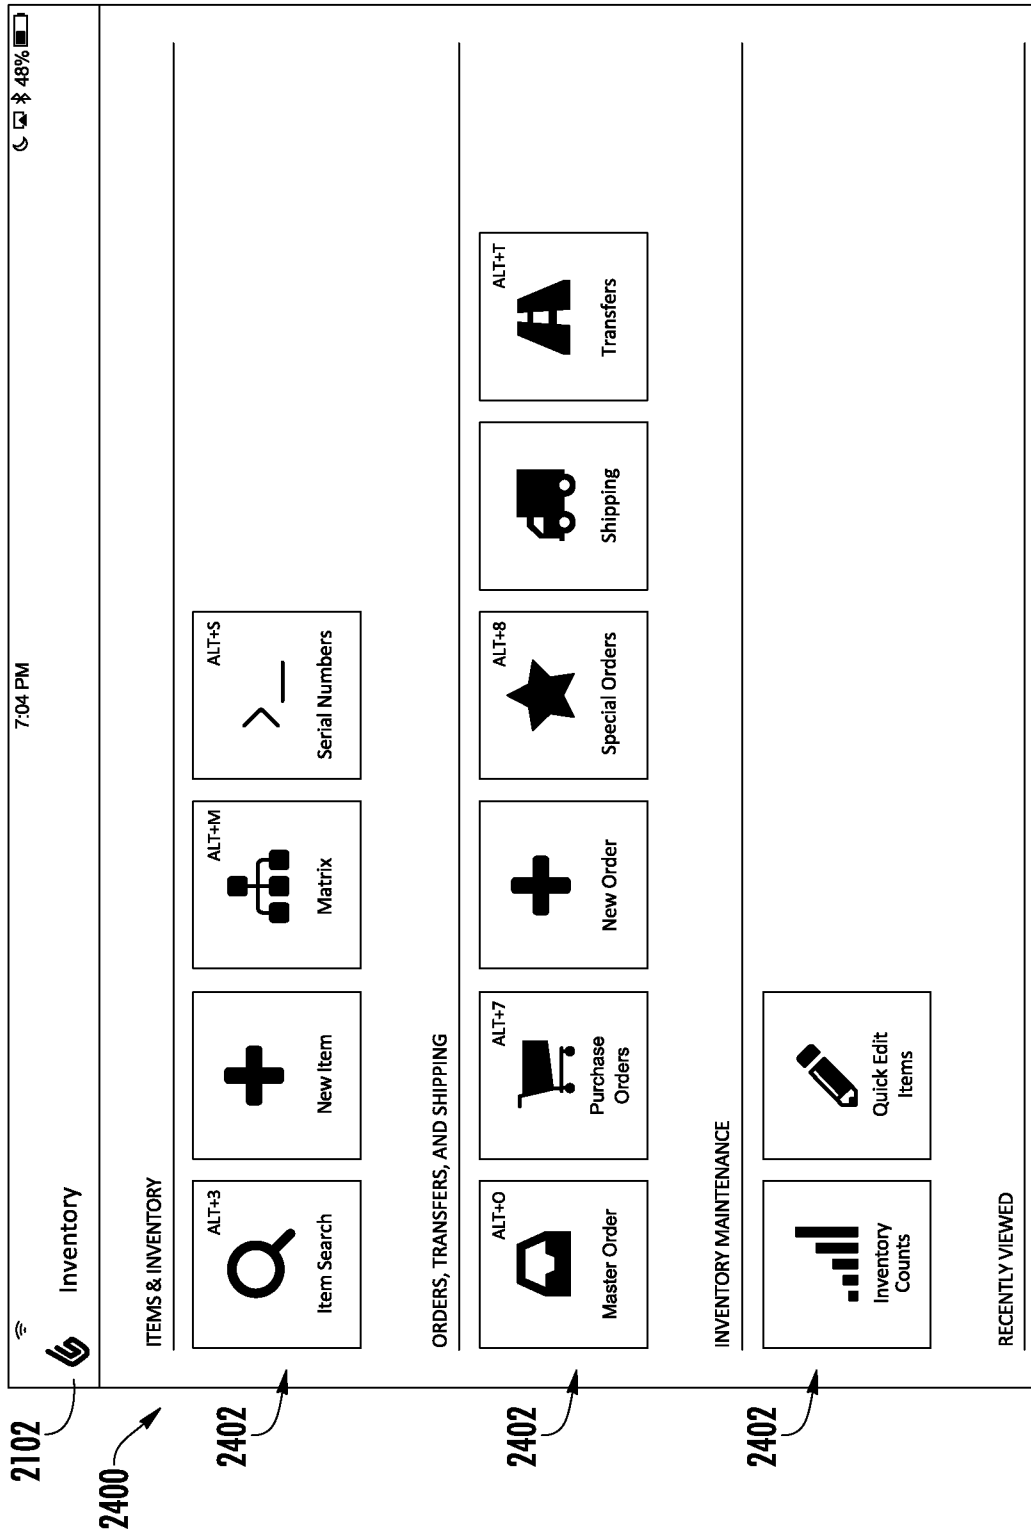 7:04 PM
48%
2102
Inventory
2400
ITEMS & INVENTORY
2402
ALT+3
Item Search
New Item
ALT+M
Matrix
ALT+S
Serial Numbers
ORDERS, TRANSFERS, AND SHIPPING
2402
ALT+O
Master Order
ALT+7
Purchase
Orders
New Order
ALT+8
Special Orders
Shipping
ALT+T
Transfers
INVENTORY MAINTENANCE
2402
Inventory
Counts
Quick Edit
Items
RECENTLY VIEWED